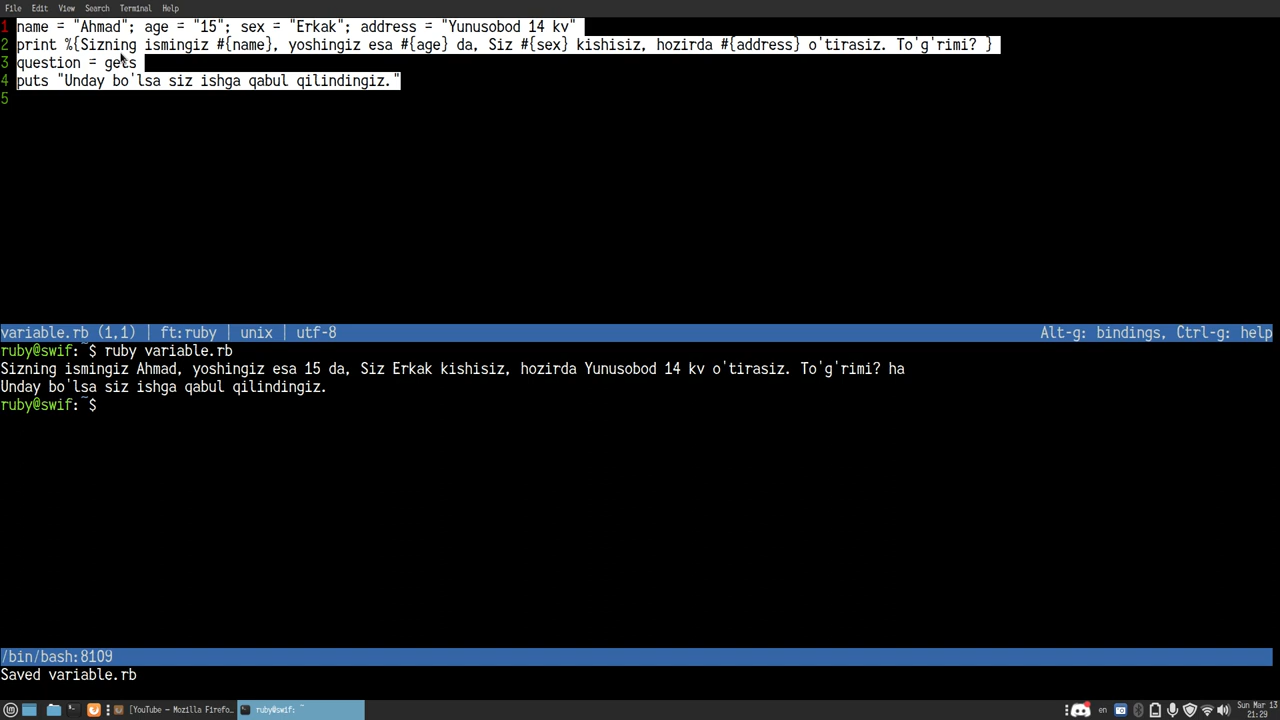 File Edit View Search Terminal Help
1 name = "Ahmad"; age = "15"; sex = "Erkak"; address = "Yunusobod 14 kv"
2 print %{Sizning ismingiz #{name}, yoshingiz esa #{age} da, Siz #{sex} kishisiz, hozirda #{address} o'tirasiz. To'g'rimi? }
3 question = gets
4 puts "Unday bo'lsa siz ishga qabul qilindingiz."
5
variable.rb (1,1) | ft:ruby | unix | utf-8 Alt-g: bindings, Ctrl-g: help
ruby@swif:~$ ruby variable.rb
Sizning ismingiz Ahmad, yoshingiz esa 15 da, Siz Erkak kishisiz, hozirda Yunusobod 14 kv o'tirasiz. To'g'rimi? ha
Unday bo'lsa siz ishga qabul qilindingiz.
ruby@swif:~$
/bin/bash:8109
Saved variable.rb
[YouTube — Mozilla Firefo... ruby@swif: ~ en Sun Mar 13
21:29